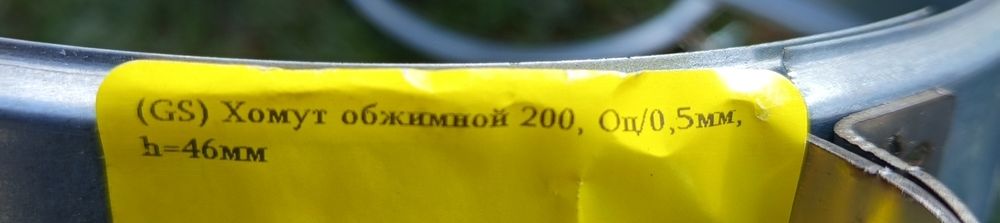 (GS) Хомут обжимной 200, Оц/0,5мм,
h=46мм